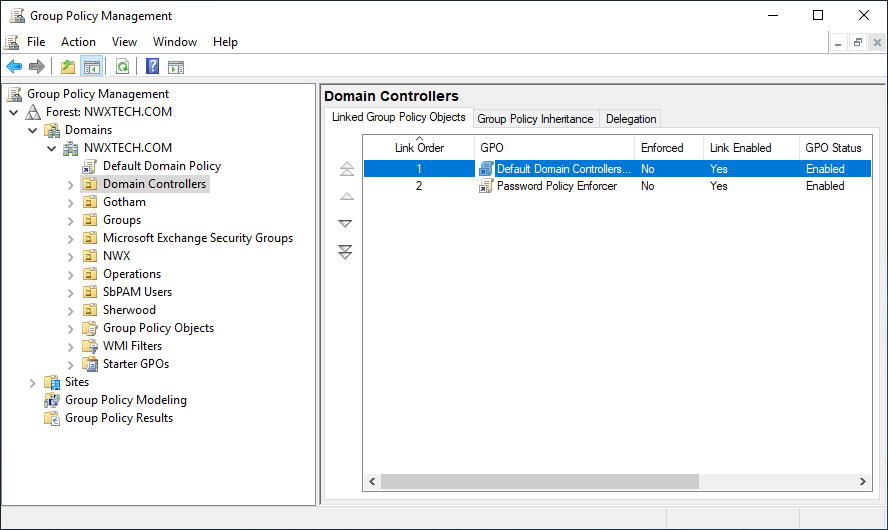 Group Policy Management
File Action View Window Help
Group Policy Management
Forest: NWXTECH.COM
Domains
NWXTECH.COM
Default Domain Policy
Domain Controllers
Gotham
Groups
Microsoft Exchange Security Groups
NWX
Operations
SbPAM Users
Sherwood
Group Policy Objects
WMI Filters
Starter GPOs
Sites
Group Policy Modeling
Group Policy Results
Domain Controllers
Linked Group Policy Objects Group Policy Inheritance Delegation
Link Order GPO Enforced Link Enabled GPO Status
1 Default Domain Controllers... No Yes Enabled
2 Password Policy Enforcer No Yes Enabled